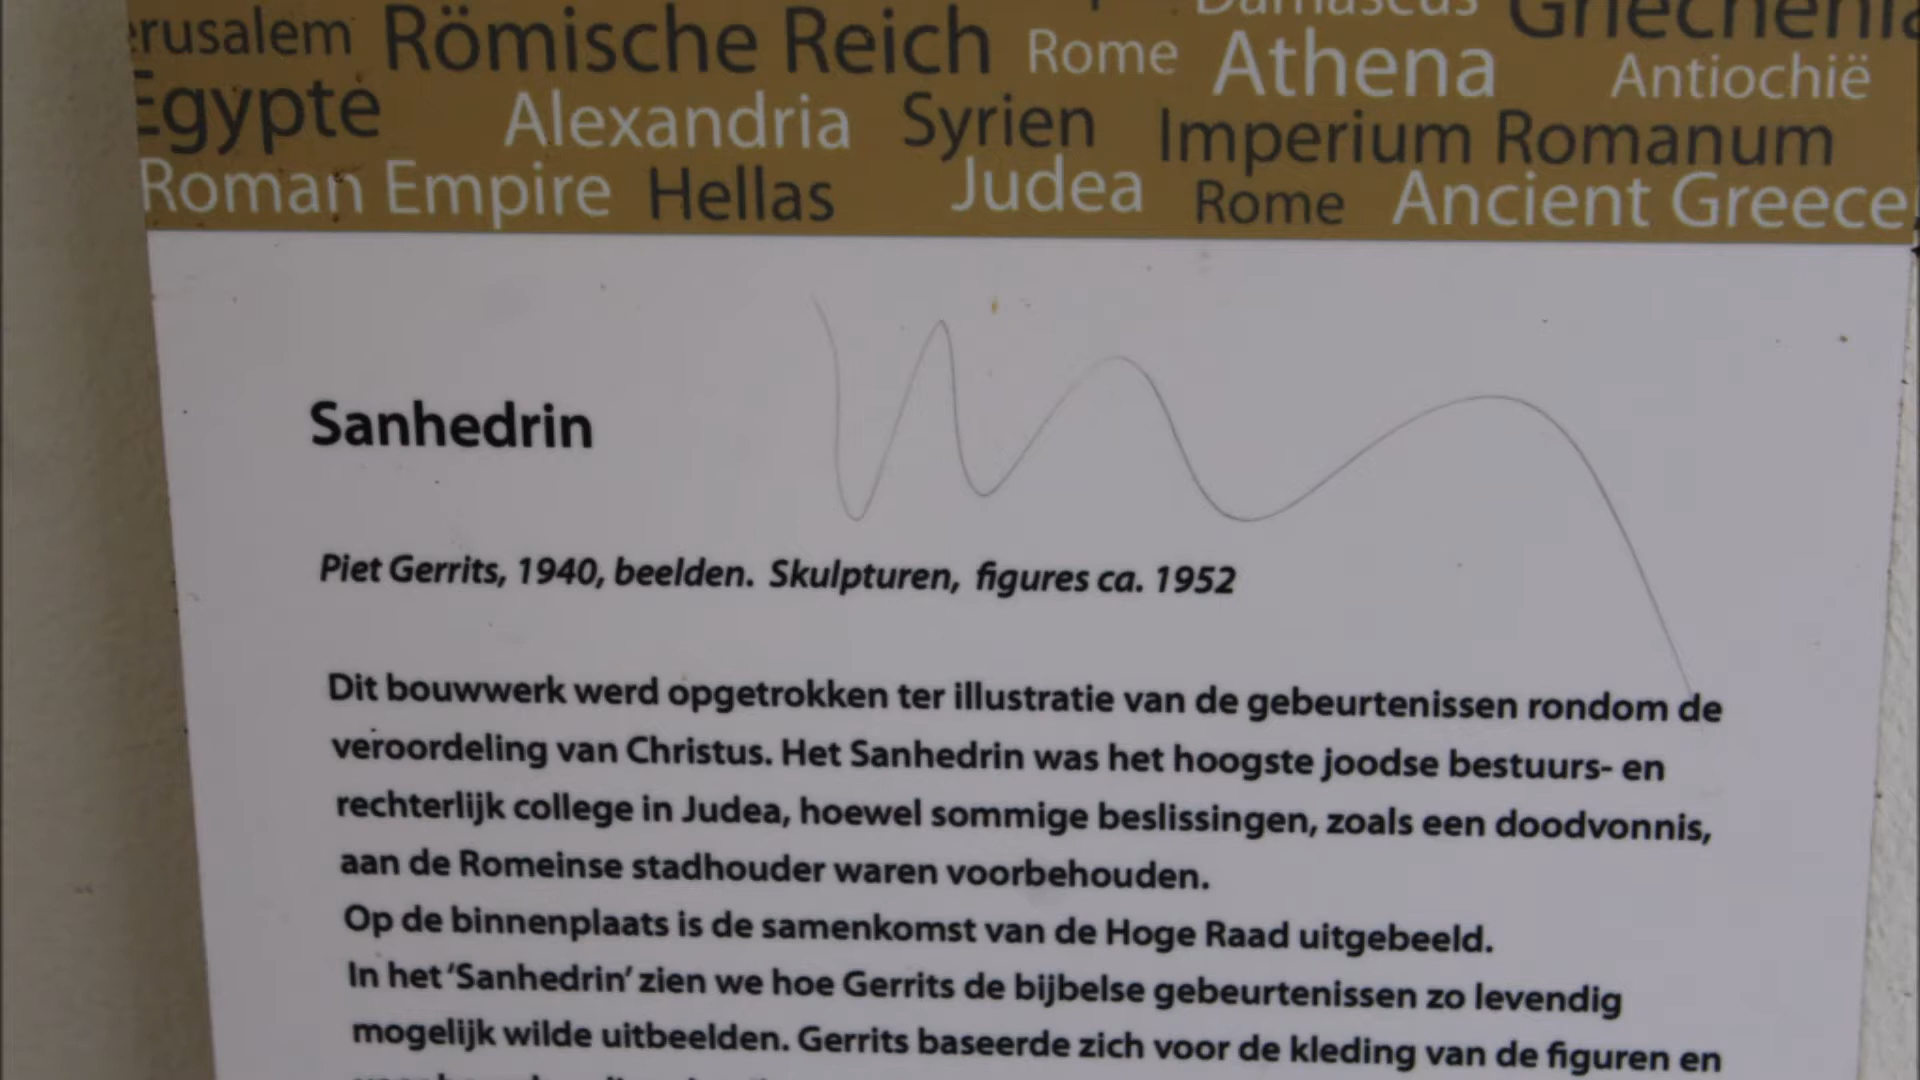 Römische Reich Rome Athena Antiochië
Egypte Alexandria Syrien Imperium Romanum
Roman Empire Hellas Judea Rome Ancient Greece
Sanhedrin
Piet Gerrits, 1940, beelden. Skulpturen, figures ca. 1952
Dit bouwwerk werd opgetrokken ter illustratie van de gebeurtenissen rondom de
veroordeling van Christus. Het Sanhedrin was het hoogste joodse bestuurs- en
rechterlijk college in Judea, hoewel sommige beslissingen, zoals een doodvonnis,
aan de Romeinse stadhouder waren voorbehouden.
Op de binnenplaats is de samenkomst van de Hoge Raad uitgebeeld.
In het 'Sanhedrin' zien we hoe Gerrits de bijbelse gebeurtenissen zo levendig
mogelijk wilde uitbeelden. Gerrits baseerde zich voor de kleding van de figuren en